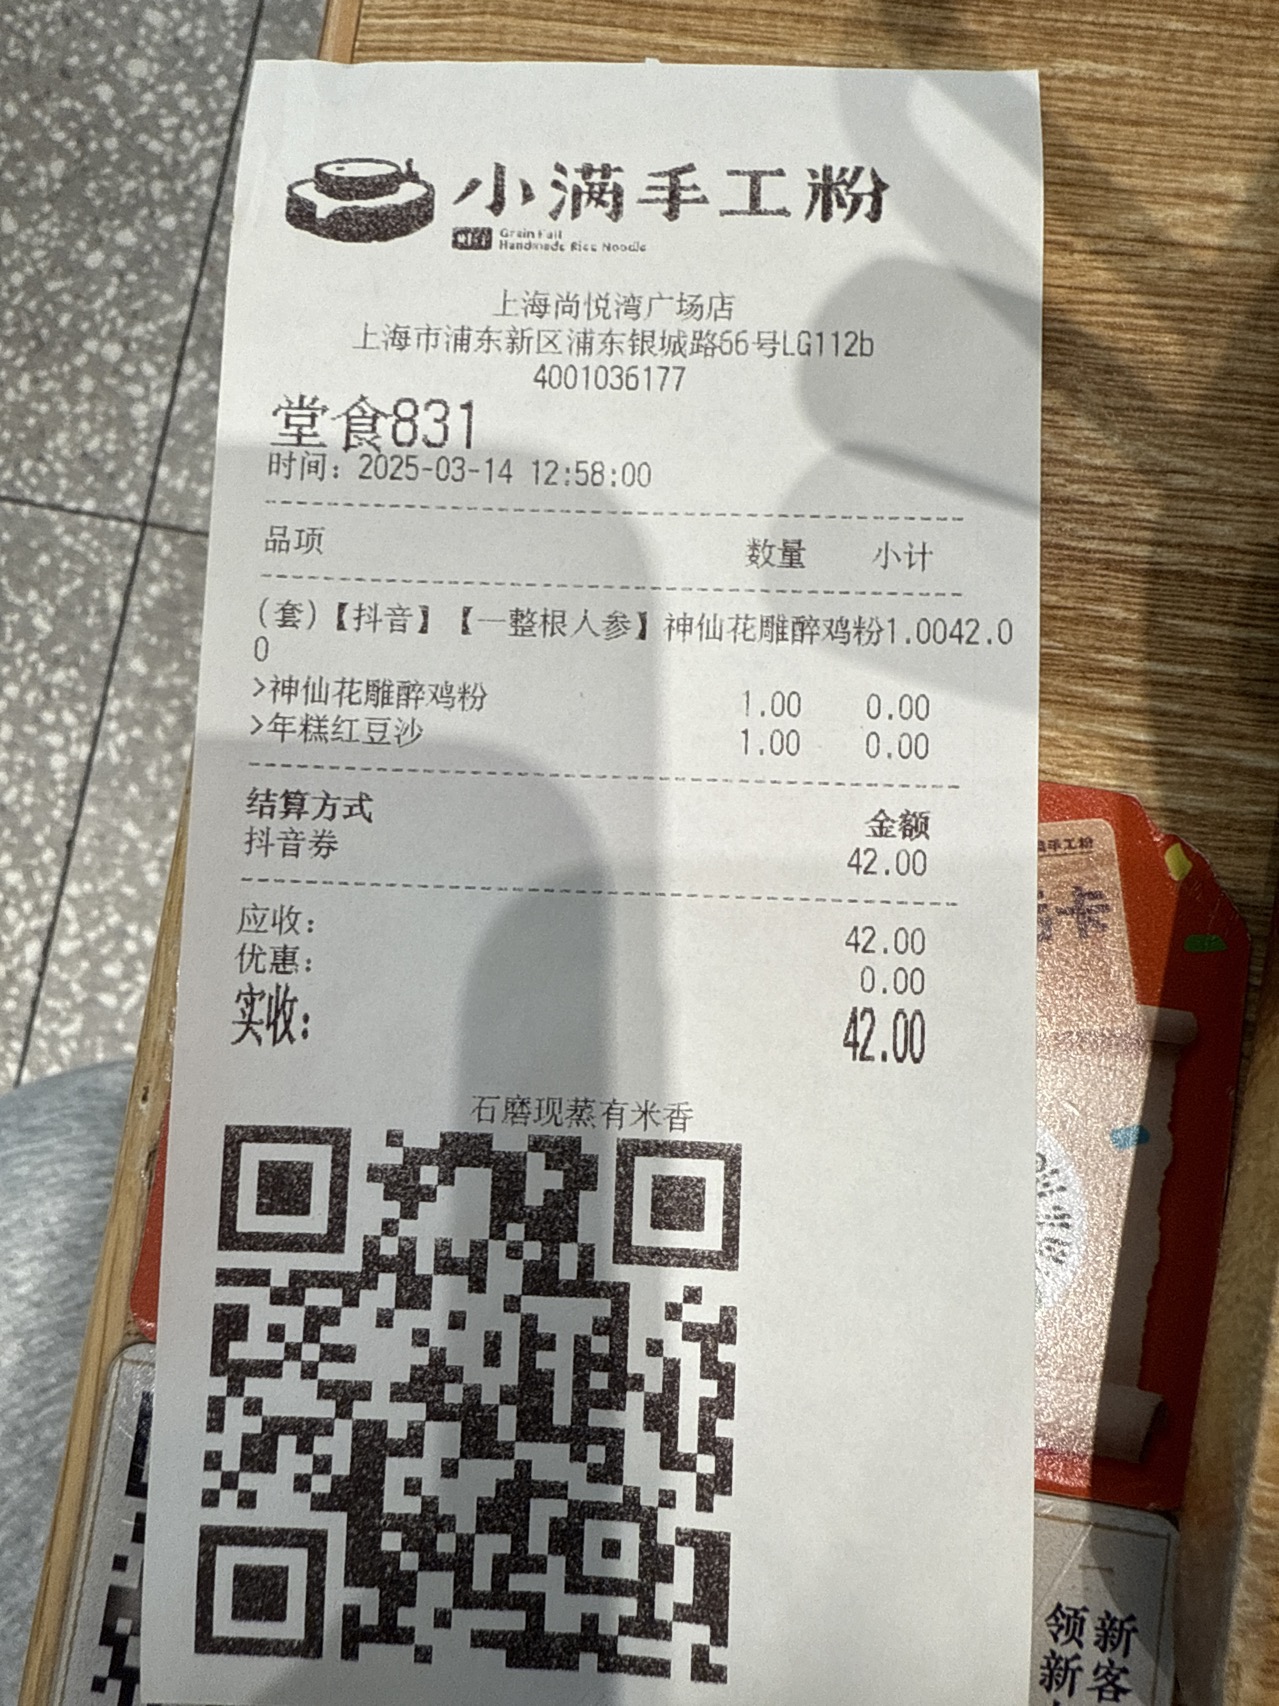 小满手工粉
Grain Full
Handmade Rice Noodle
上海尚悦湾广场店
上海市浦东新区浦东银城路66号LG112b
4001036177
堂食831
时间：2025-03-14 12:58:00
品项 数量 小计
(套)【抖音】【一整根人参】神仙花雕醉鸡粉1.0042.0
0
>神仙花雕醉鸡粉 1.00 0.00
>年糕红豆沙 1.00 0.00
结算方式 金额
抖音券 42.00
应收： 42.00
优惠： 0.00
实收： 42.00
石磨现蒸有米香
手工粉
卡
新客
领新